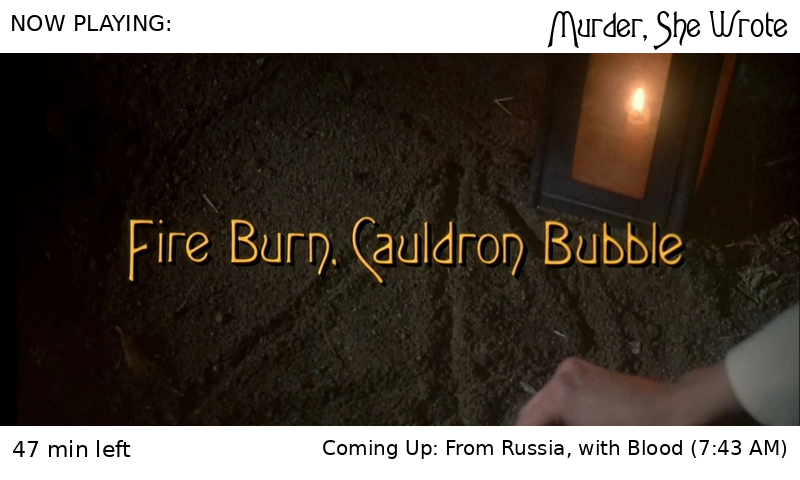 NOW PLAYING:
Murder, She Wrote
Fire Burn, Cauldron Bubble
47 min left
Coming Up: From Russia, with Blood (7:43 AM)